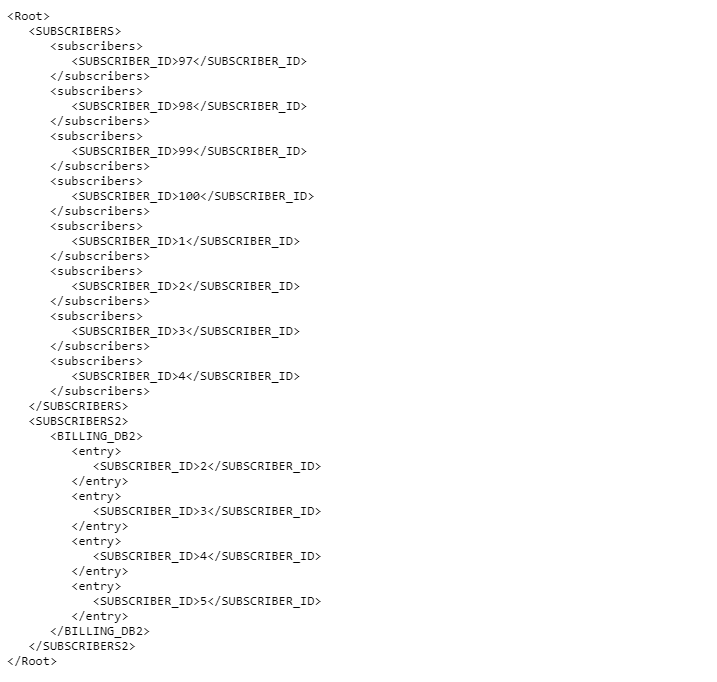 <Root>
   <SUBSCRIBERS>
      <subscribers>
         <SUBSCRIBER_ID>97</SUBSCRIBER_ID>
      </subscribers>
      <subscribers>
         <SUBSCRIBER_ID>98</SUBSCRIBER_ID>
      </subscribers>
      <subscribers>
         <SUBSCRIBER_ID>99</SUBSCRIBER_ID>
      </subscribers>
      <subscribers>
         <SUBSCRIBER_ID>100</SUBSCRIBER_ID>
      </subscribers>
      <subscribers>
         <SUBSCRIBER_ID>1</SUBSCRIBER_ID>
      </subscribers>
      <subscribers>
         <SUBSCRIBER_ID>2</SUBSCRIBER_ID>
      </subscribers>
      <subscribers>
         <SUBSCRIBER_ID>3</SUBSCRIBER_ID>
      </subscribers>
      <subscribers>
         <SUBSCRIBER_ID>4</SUBSCRIBER_ID>
      </subscribers>
   </SUBSCRIBERS>
   <SUBSCRIBERS2>
      <BILLING_DB2>
         <entry>
            <SUBSCRIBER_ID>2</SUBSCRIBER_ID>
         </entry>
         <entry>
            <SUBSCRIBER_ID>3</SUBSCRIBER_ID>
         </entry>
         <entry>
            <SUBSCRIBER_ID>4</SUBSCRIBER_ID>
         </entry>
         <entry>
            <SUBSCRIBER_ID>5</SUBSCRIBER_ID>
         </entry>
      </BILLING_DB2>
   </SUBSCRIBERS2>
</Root>